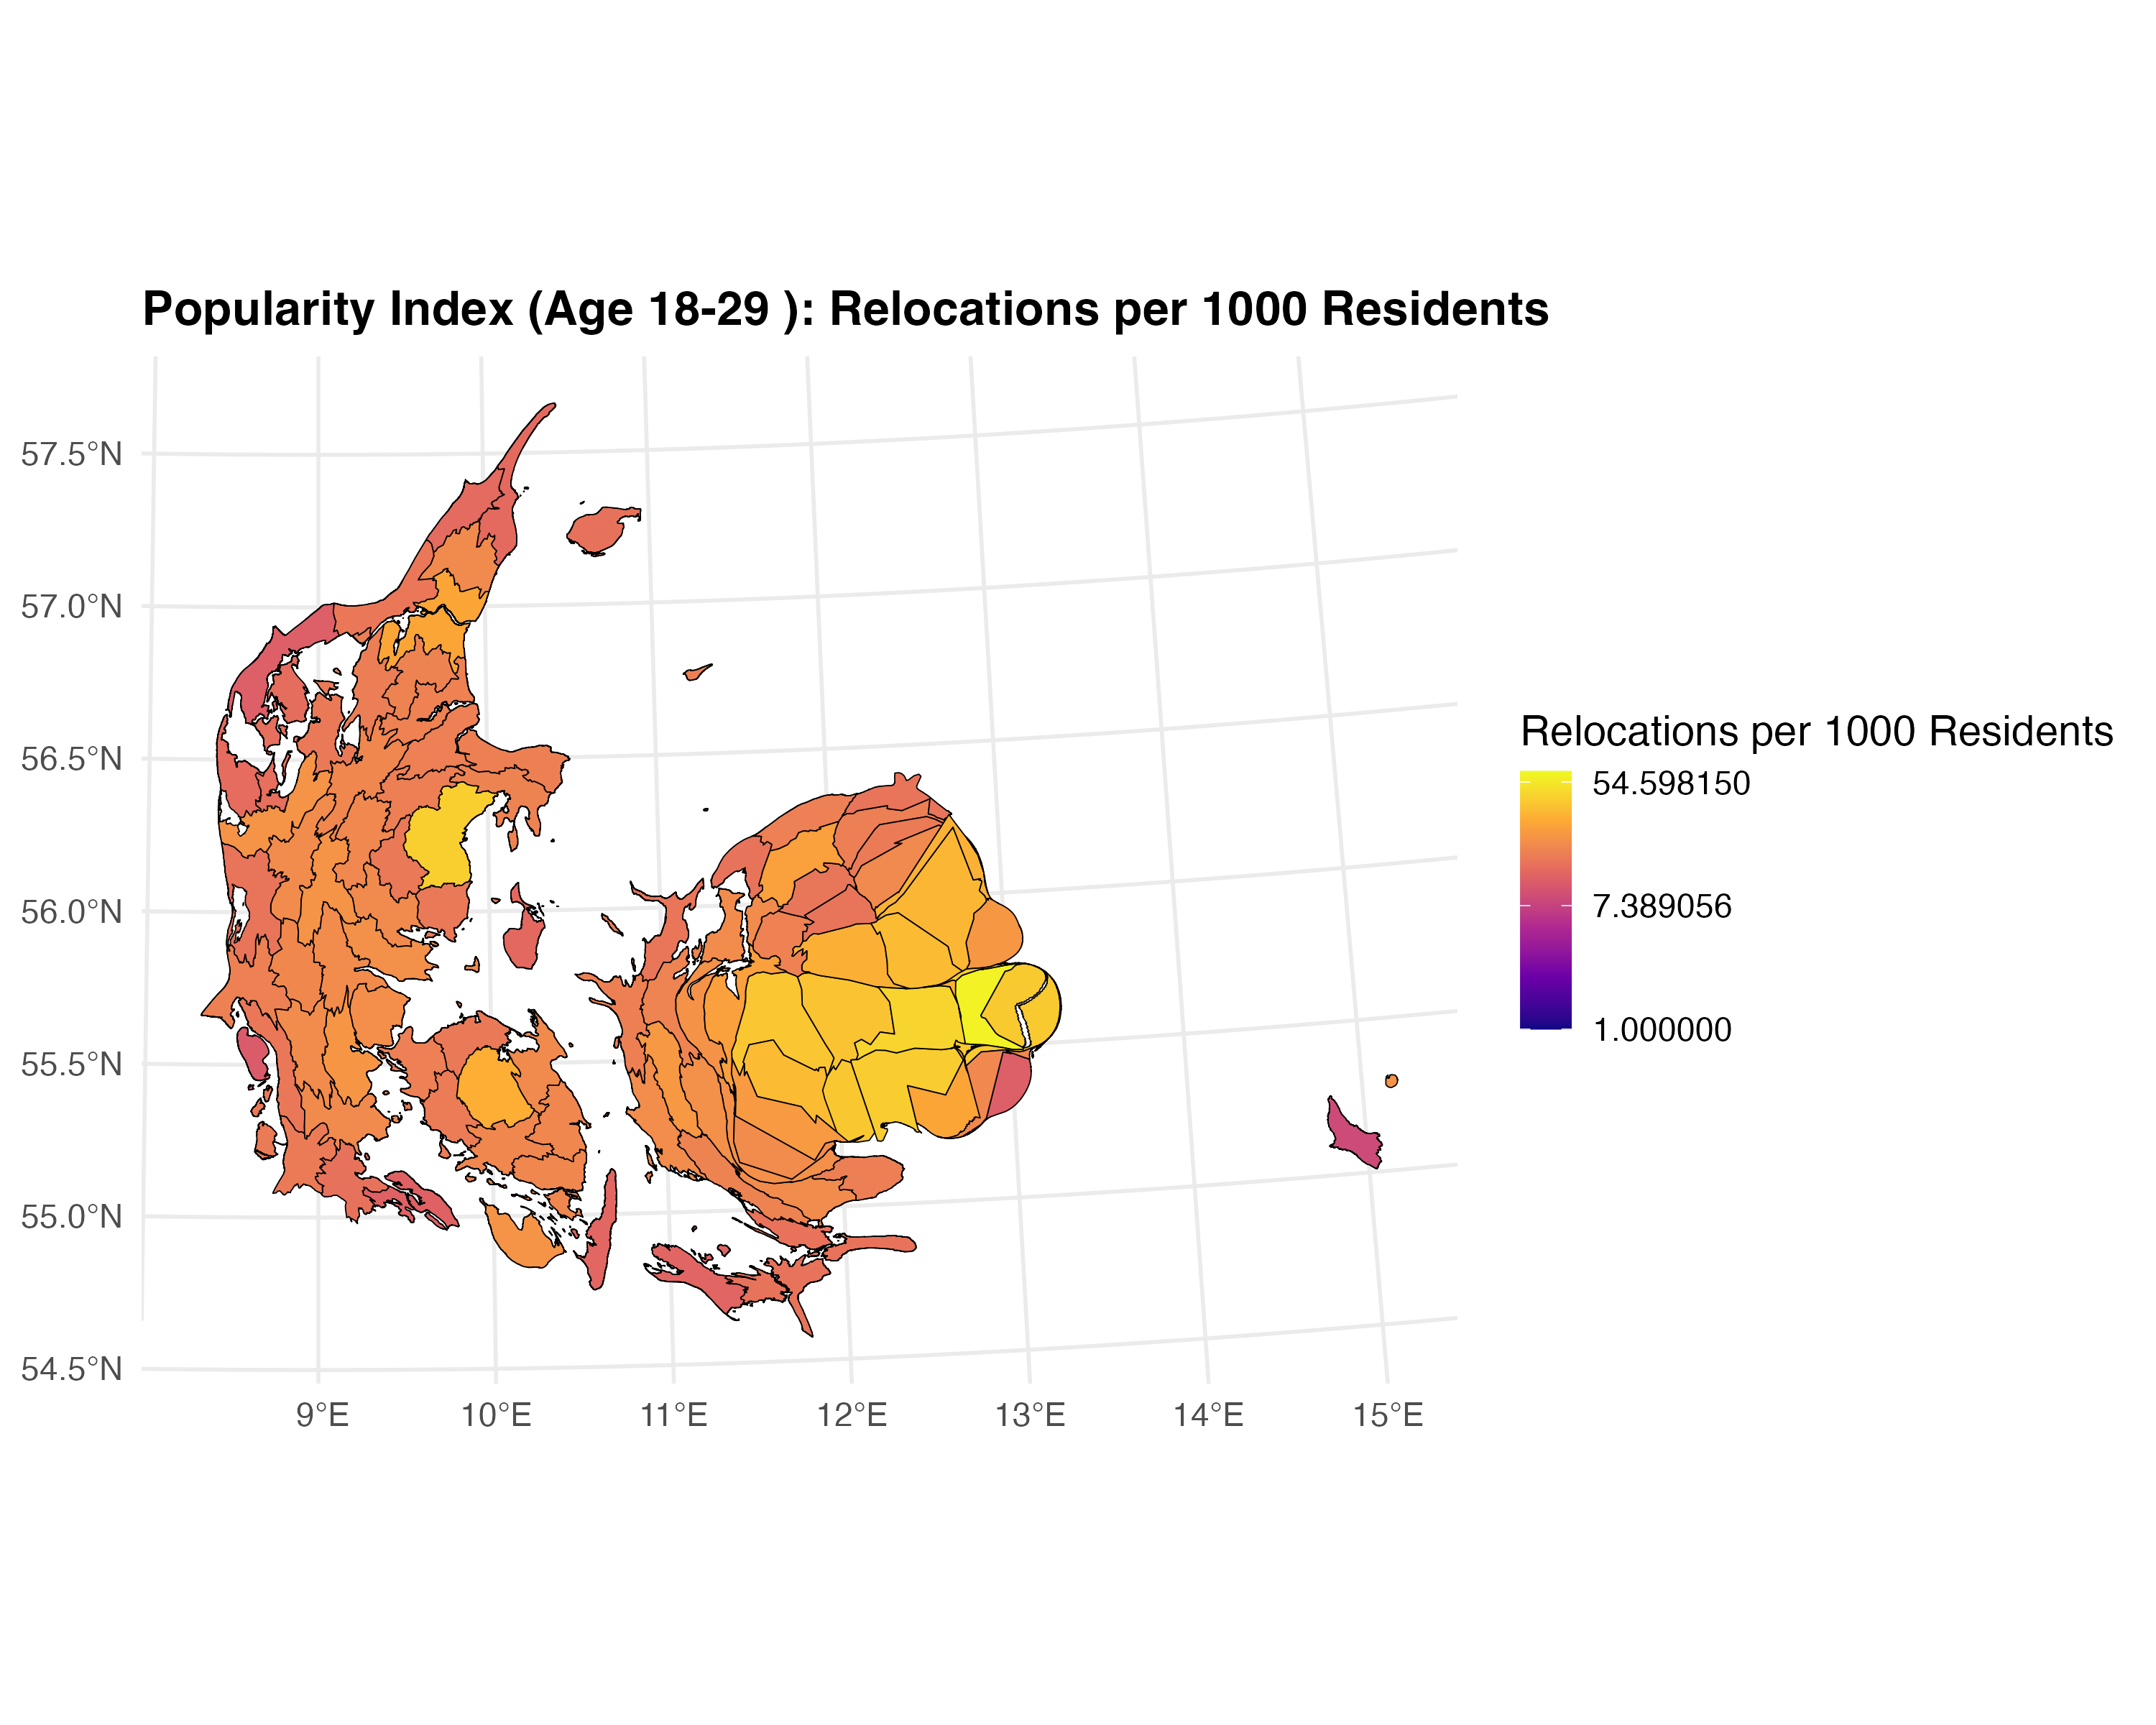 Popularity Index (Age 18-29 ): Relocations per 1000 Residents
57.5°N
57.0°N
56.5°N
56.0°N
55.5°N
55.0°N
54.5°N
9°E
10°E
11°E
12°E
13°E
14°E
15°E
Relocations per 1000 Residents
54.598150
7.389056
1.000000